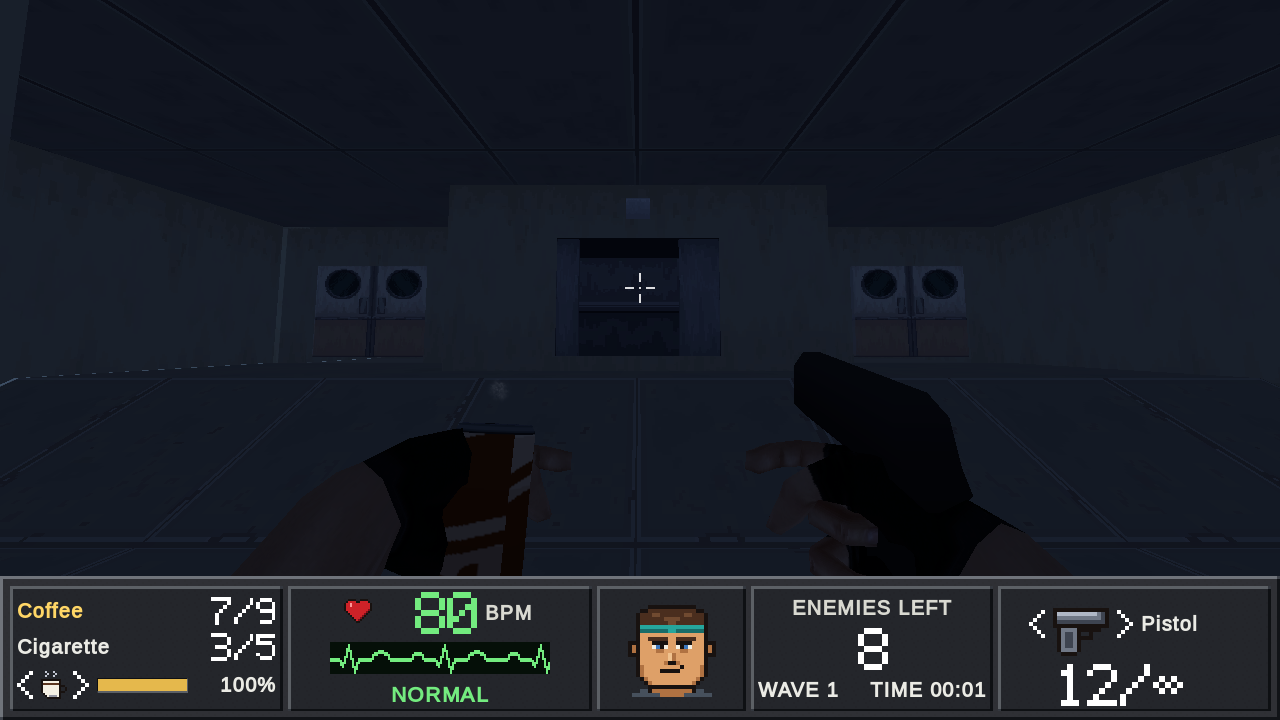 Coffee 7/9
Cigarette 3/5
100%
80 BPM
NORMAL
ENEMIES LEFT
8
WAVE 1 TIME 00:01
Pistol
12/∞